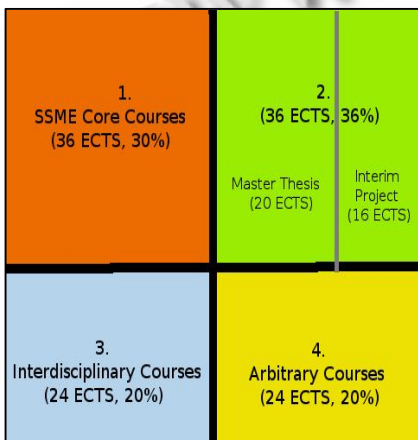 1.
SSME Core Courses
(36 ECTS, 30%)
2.
(36 ECTS, 36%)
Master Thesis
(20 ECTS)
Interim
Project
(16 ECTS)
3.
Interdisciplinary Courses
(24 ECTS, 20%)
4.
Arbitrary Courses
(24 ECTS, 20%)